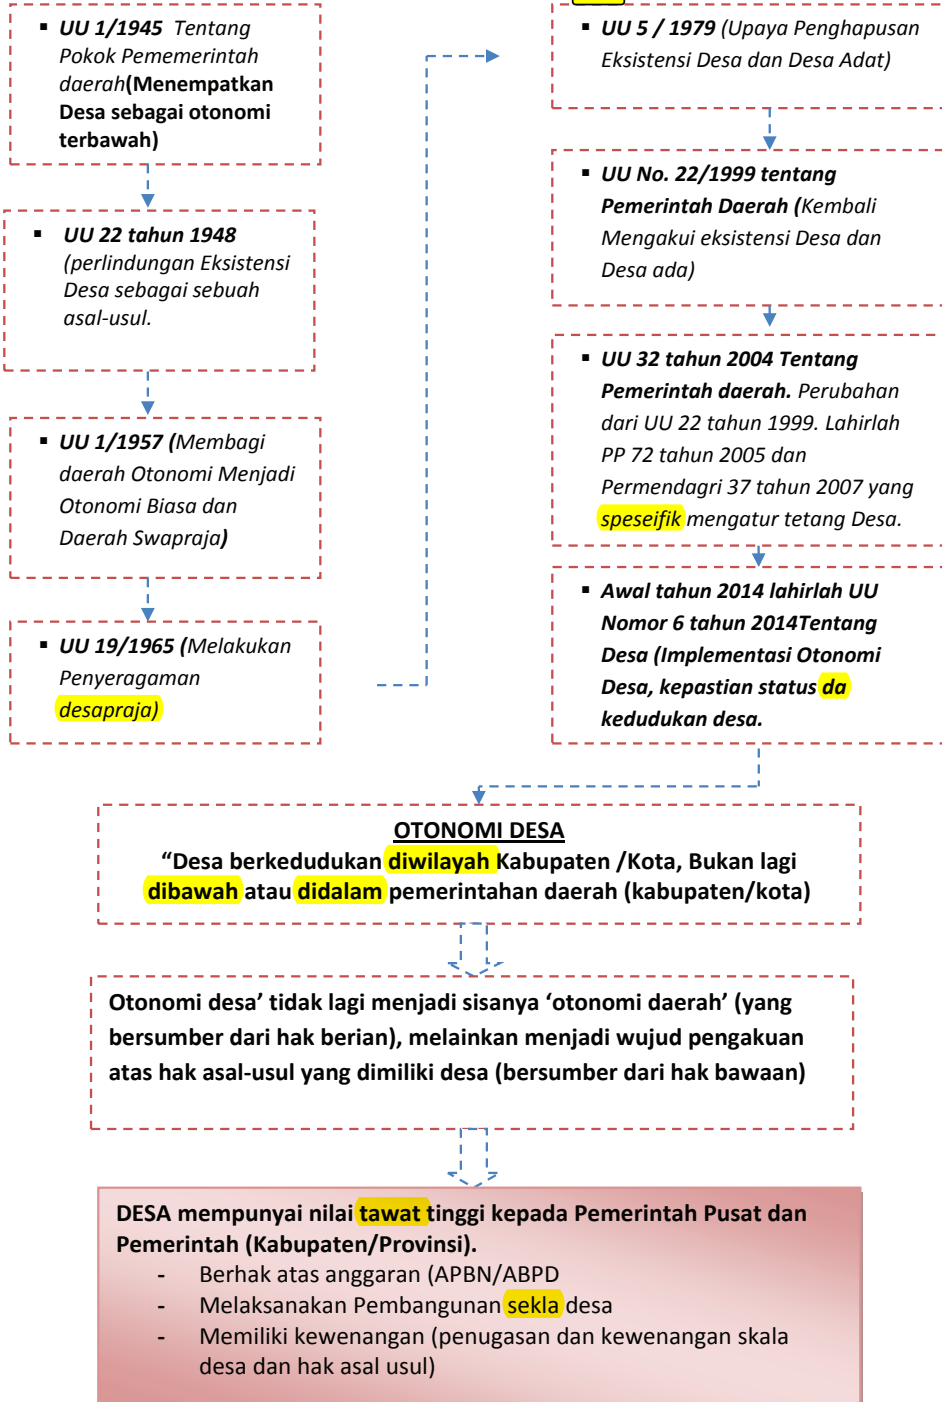 ▪ UU 1/1945 Tentang
Pokok Pememerintah
daerah(Menempatkan
Desa sebagai otonomi
terbawah)
▪ UU 22 tahun 1948
(perlindungan Eksistensi
Desa sebagai sebuah
asal-usul.
▪ UU 1/1957 (Membagi
daerah Otonomi Menjadi
Otonomi Biasa dan
Daerah Swapraja)
▪ UU 19/1965 (Melakukan
Penyeragaman
desapraja)
▪ UU 5 / 1979 (Upaya Penghapusan
Eksistensi Desa dan Desa Adat)
▪ UU No. 22/1999 tentang
Pemerintah Daerah (Kembali
Mengakui eksistensi Desa dan
Desa ada)
▪ UU 32 tahun 2004 Tentang
Pemerintah daerah. Perubahan
dari UU 22 tahun 1999. Lahirlah
PP 72 tahun 2005 dan
Permendagri 37 tahun 2007 yang
speseifik mengatur tetang Desa.
▪ Awal tahun 2014 lahirlah UU
Nomor 6 tahun 2014Tentang
Desa (Implementasi Otonomi
Desa, kepastian status da
kedudukan desa.
OTONOMI DESA
“Desa berkedudukan diwilayah Kabupaten /Kota, Bukan lagi
dibawah atau didalam pemerintahan daerah (kabupaten/kota)
Otonomi desa’ tidak lagi menjadi sisanya ‘otonomi daerah’ (yang
bersumber dari hak berian), melainkan menjadi wujud pengakuan
atas hak asal-usul yang dimiliki desa (bersumber dari hak bawaan)
DESA mempunyai nilai tawat tinggi kepada Pemerintah Pusat dan
Pemerintah (Kabupaten/Provinsi).
- Berhak atas anggaran (APBN/ABPD
- Melaksanakan Pembangunan sekla desa
- Memiliki kewenangan (penugasan dan kewenangan skala
desa dan hak asal usul)